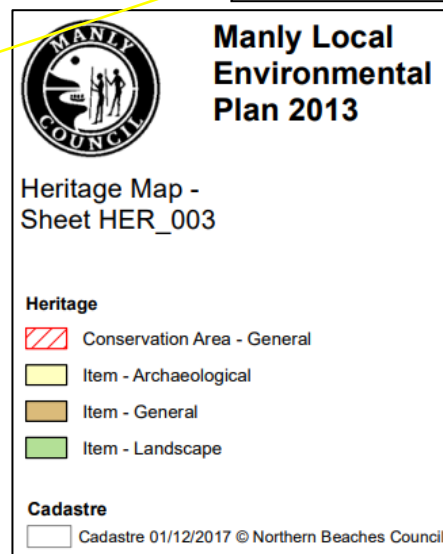 MANLY
COUNCIL
Manly Local
Environmental
Plan 2013
Heritage Map -
Sheet HER_003
Heritage
Conservation Area - General
Item - Archaeological
Item - General
Item - Landscape
Cadastre
Cadastre 01/12/2017 © Northern Beaches Council